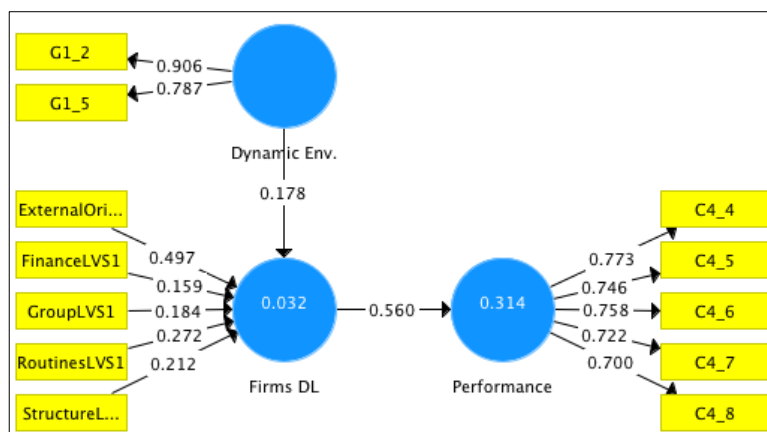 G1_2
0.906
0.787
G1_5
Dynamic Env.
0.178
ExternalOri...
0.497
FinanceLVS1
0.159
GroupLVS1
0.184
RoutinesLVS1
0.272
StructureL...
0.212
0.032
Firms DL
0.560
0.314
Performance
0.773
C4_4
0.746
C4_5
0.758
C4_6
0.722
C4_7
0.700
C4_8